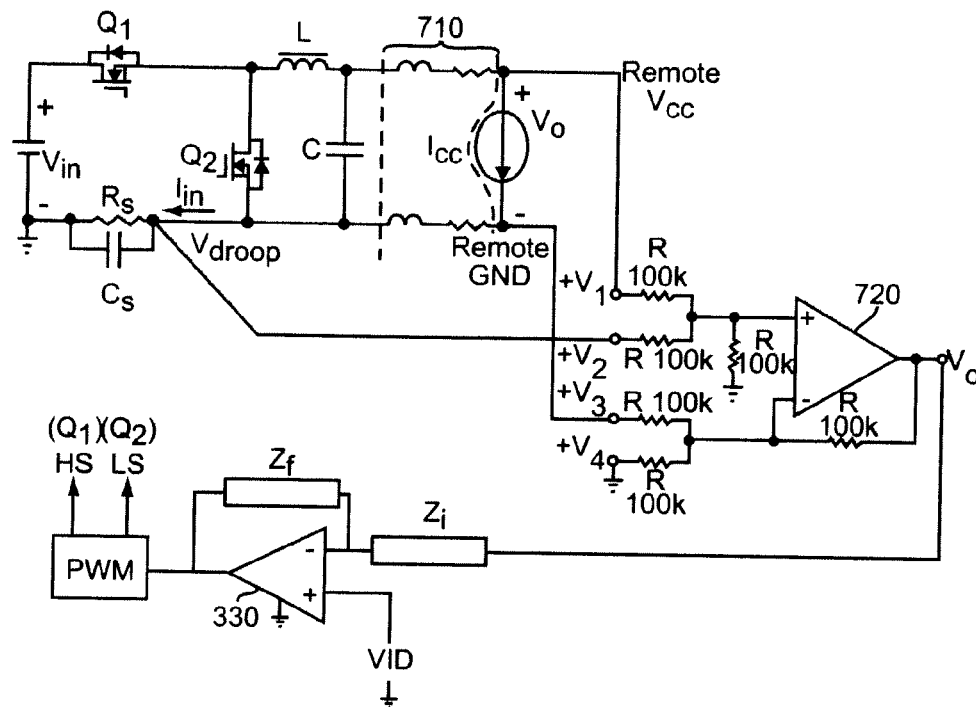 Q1
L
710
Remote
Vcc
+
Vo
Icc
-
+
Vin
-
Q2
C
Rs
Iin
Vdroop
Cs
Remote
GND
+V1
R
100k
720
+
R
100k
+V2
R 100k
Vo
+V3
R 100k
-
R
100k
+V4
R
100k
(Q1)(Q2)
HS LS
Zf
Zi
PWM
-
+
330
VID